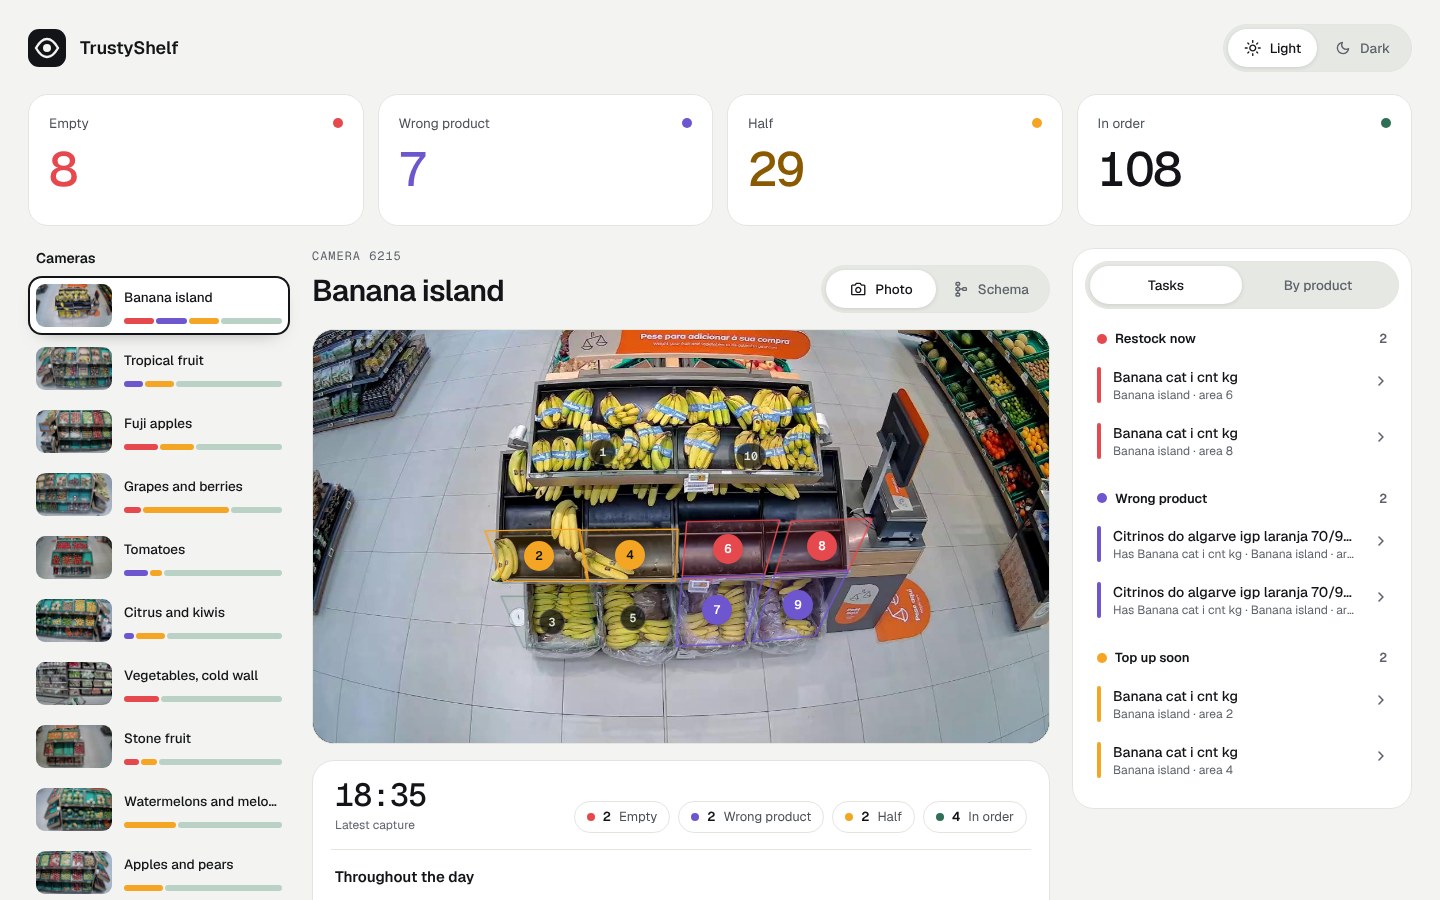 TrustyShelf
Light
Dark
Empty
8
Wrong product
7
Half
29
In order
108
Cameras
Banana island
Tropical fruit
Fuji apples
Grapes and berries
Tomatoes
Citrus and kiwis
Vegetables, cold wall
Stone fruit
Watermelons and melo...
Apples and pears
CAMERA 6215
Banana island
Photo
Schema
Pese para adicionar à sua compra
1
10
2
4
6
8
3
5
7
9
18:35
Latest capture
2 Empty
2 Wrong product
2 Half
4 In order
Throughout the day
Tasks
By product
Restock now 2
Banana cat i cnt kg
Banana island · area 6
Banana cat i cnt kg
Banana island · area 8
Wrong product 2
Citrinos do algarve igp laranja 70/9...
Has Banana cat i cnt kg · Banana island · ar...
Citrinos do algarve igp laranja 70/9...
Has Banana cat i cnt kg · Banana island · ar...
Top up soon 2
Banana cat i cnt kg
Banana island · area 2
Banana cat i cnt kg
Banana island · area 4